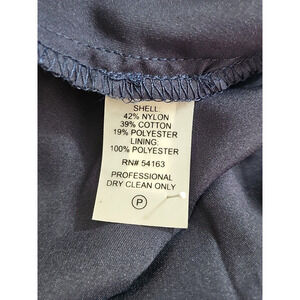 SHELL:
42% NYLON
39% COTTON
19% POLYESTER
LINING:
100% POLYESTER
RN# 54163
PROFESSIONAL
DRY CLEAN ONLY
P